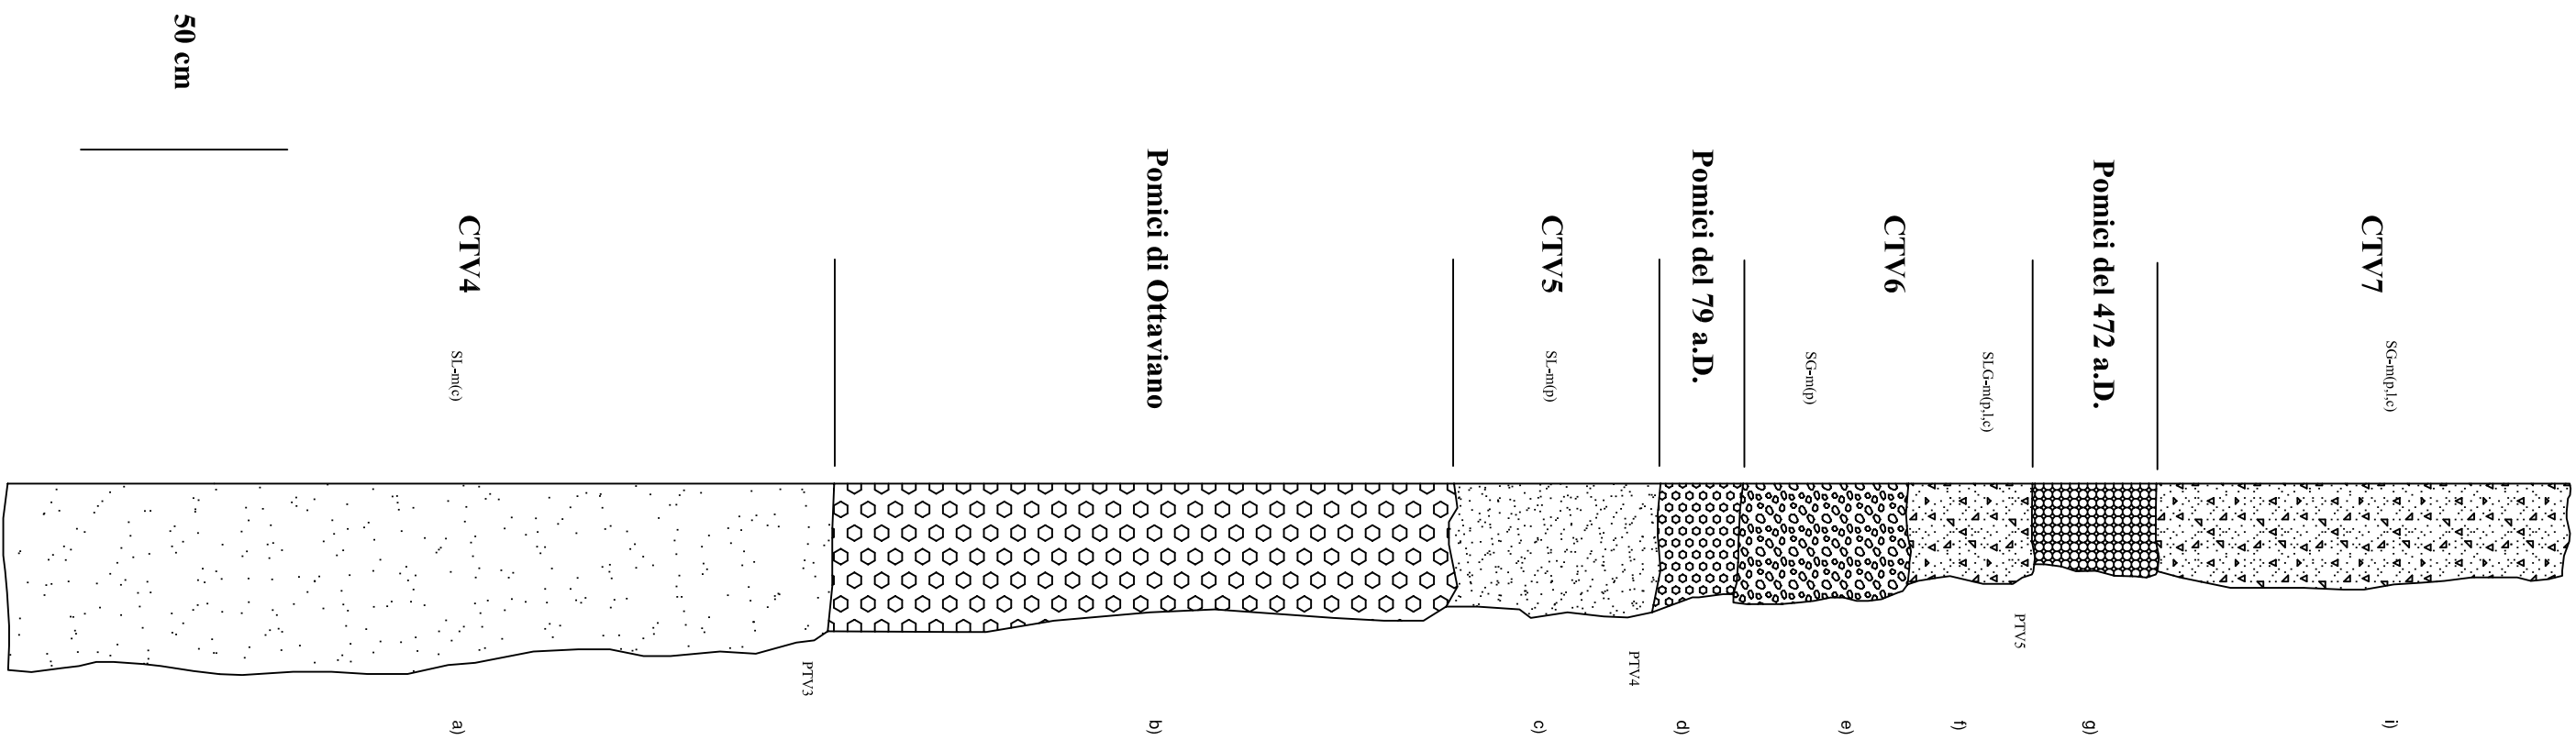 50 cm
CTV4
SL-m(c)
PTV3
a)
Pomici di Ottaviano
b)
CTV5
SL-m(p)
PTV4
c)
Pomici del 79 a.D.
d)
CTV6
SG-m(p)
e)
SLG-m(p,l,c)
PTV5
f)
Pomici del 472 a.D.
g)
CTV7
SG-m(p,l,c)
i)